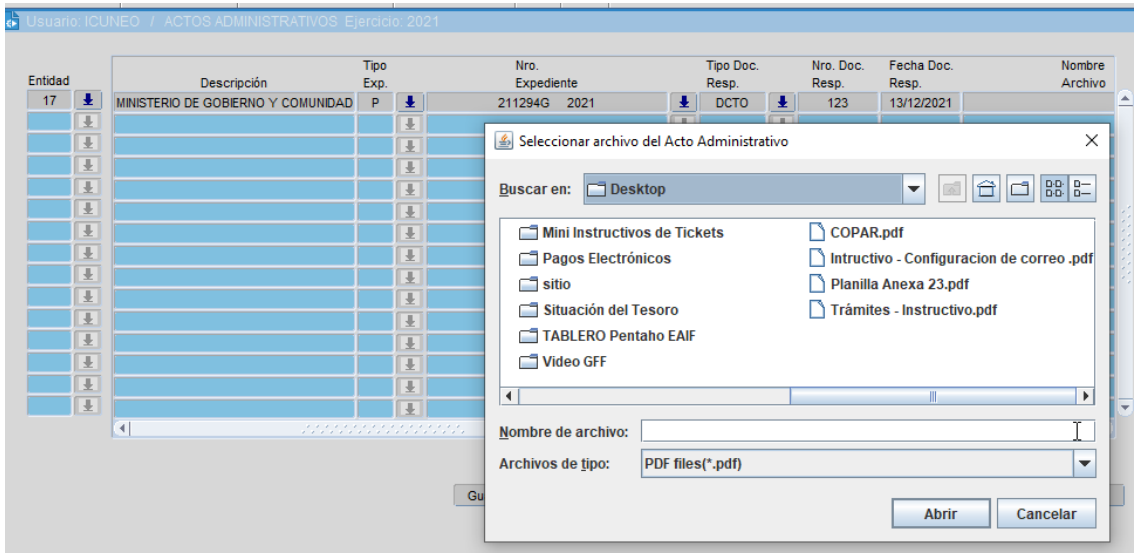 Usuario: ICUNEO / ACTOS ADMINISTRATIVOS Ejercicio: 2021
Entidad Descripción Tipo Exp. Nro. Expediente Tipo Doc. Resp. Nro. Doc. Resp. Fecha Doc. Resp. Nombre Archivo
17 MINISTERIO DE GOBIERNO Y COMUNIDAD P 211294G 2021 DCTO 123 13/12/2021
Seleccionar archivo del Acto Administrativo
Buscar en: Desktop
Mini Instructivos de Tickets
Pagos Electrónicos
sitio
Situación del Tesoro
TABLERO Pentaho EAIF
Video GFF
COPAR.pdf
Intructivo - Configuracion de correo .pdf
Planilla Anexa 23.pdf
Trámites - Instructivo.pdf
Nombre de archivo:
Archivos de tipo: PDF files(*.pdf)
Gu
Abrir Cancelar